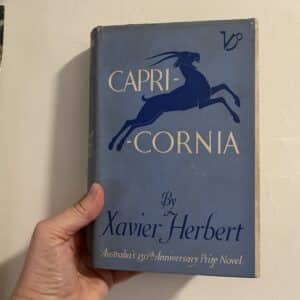 CAPRI-
-CORNIA
By
Xavier Herbert
Australia's 150th Anniversary Prize Novel